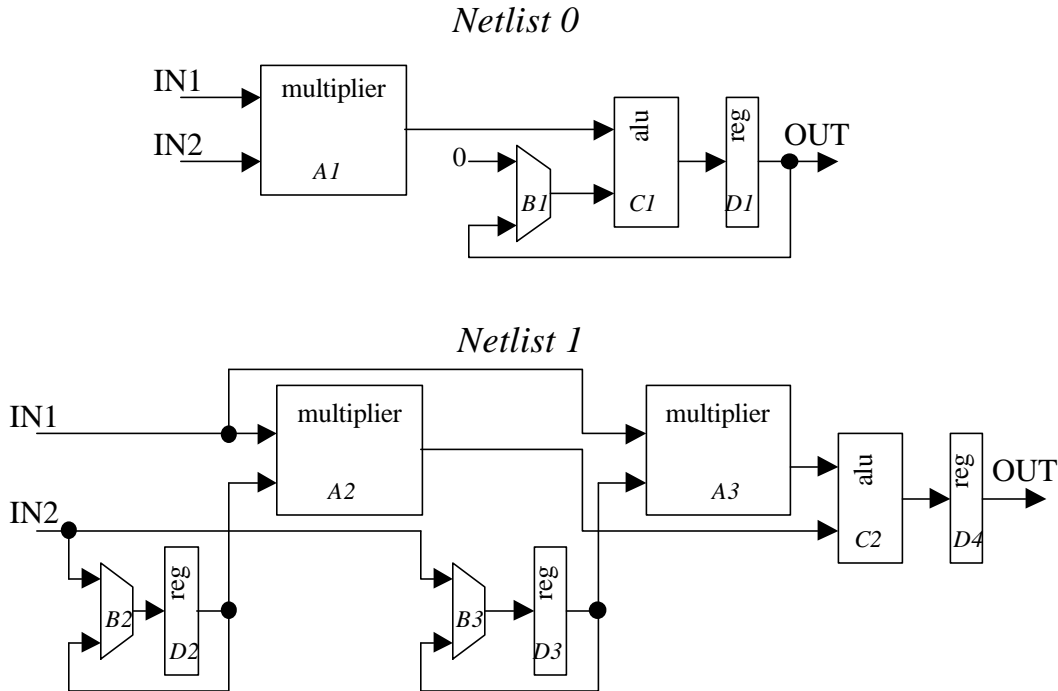 Netlist 0
IN1
IN2
multiplier
A1
0
B1
alu
C1
reg
D1
OUT
Netlist 1
IN1
IN2
multiplier
A2
multiplier
A3
alu
C2
reg
D4
OUT
B2
reg
D2
B3
reg
D3